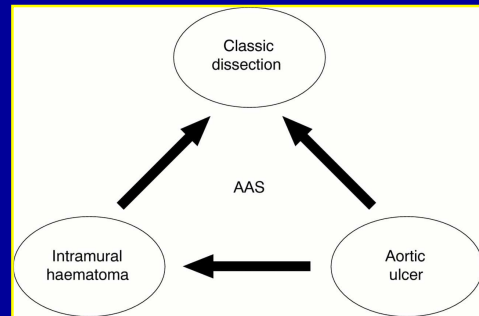 Classic
dissection
AAS
Intramural
haematoma
Aortic
ulcer